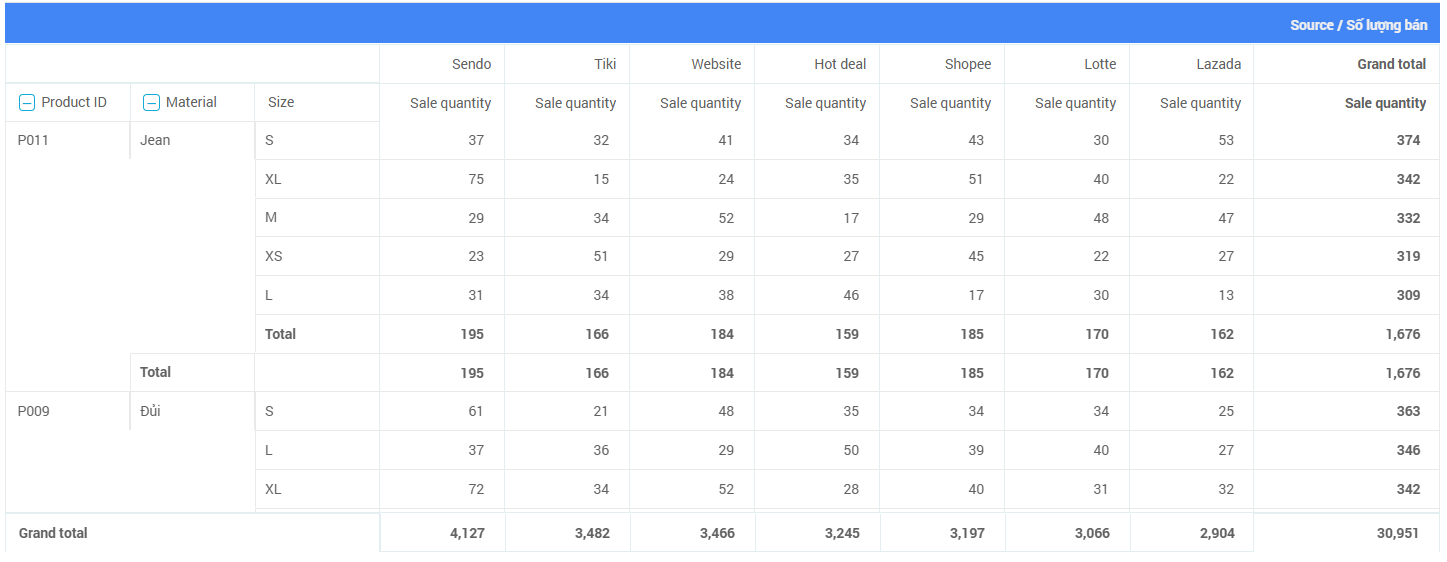 Source / Số lượng bán
Sendo Tiki Website Hot deal Shopee Lotte Lazada Grand total
Product ID Material Size Sale quantity Sale quantity Sale quantity Sale quantity Sale quantity Sale quantity Sale quantity Sale quantity
P011 Jean S 37 32 41 34 43 30 53 374
XL 75 15 24 35 51 40 22 342
M 29 34 52 17 29 48 47 332
XS 23 51 29 27 45 22 27 319
L 31 34 38 46 17 30 13 309
Total 195 166 184 159 185 170 162 1,676
Total 195 166 184 159 185 170 162 1,676
P009 Đủi S 61 21 48 35 34 34 25 363
L 37 36 29 50 39 40 27 346
XL 72 34 52 28 40 31 32 342
Grand total 4,127 3,482 3,466 3,245 3,197 3,066 2,904 30,951